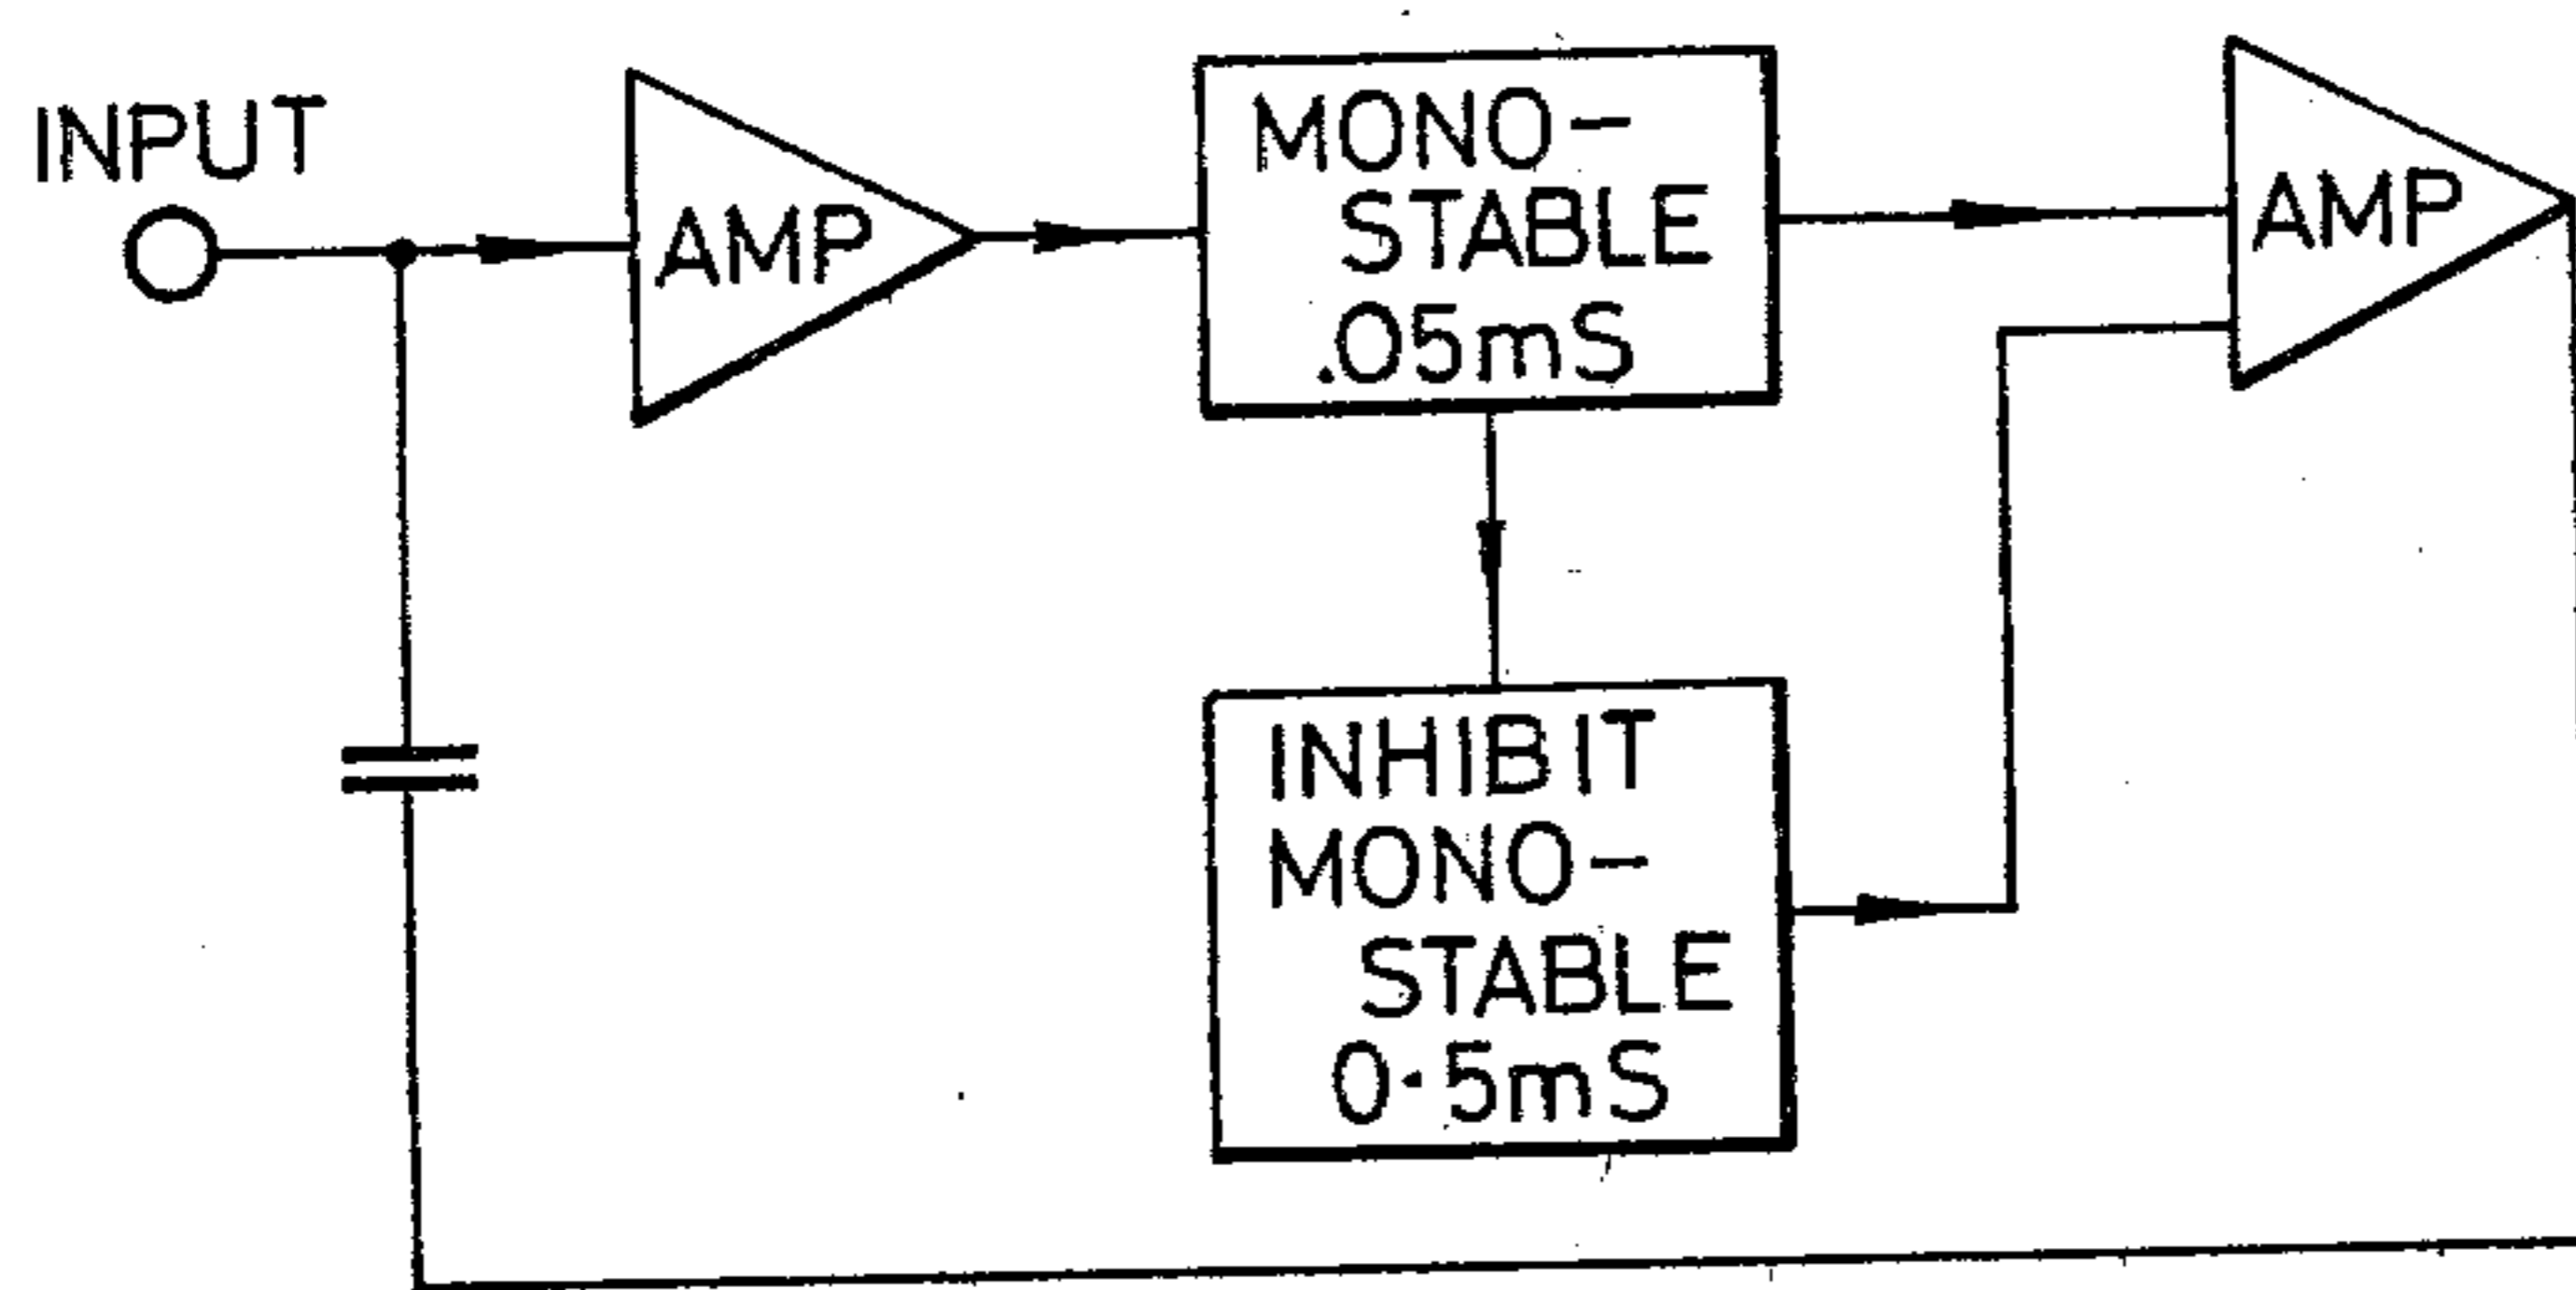 INPUT
AMP
MONO-
STABLE
.05mS
AMP
INHIBIT
MONO-
STABLE
0·5mS